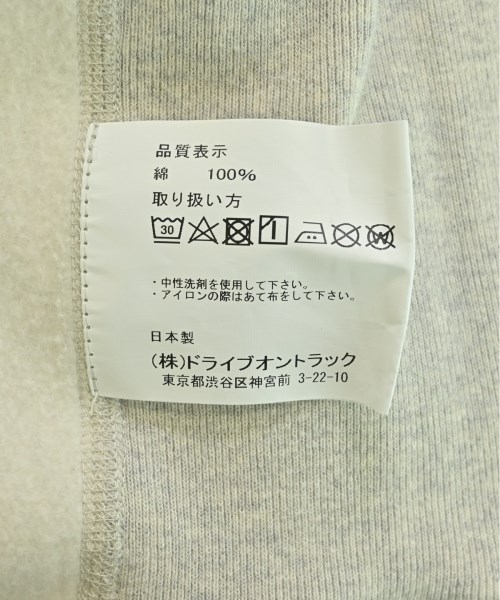 品質表示
綿 100%
取り扱い方
30
・中性洗剤を使用して下さい。
・アイロンの際はあて布をして下さい。
日本製
(株)ドライブオントラック
東京都渋谷区神宮前 3-22-10